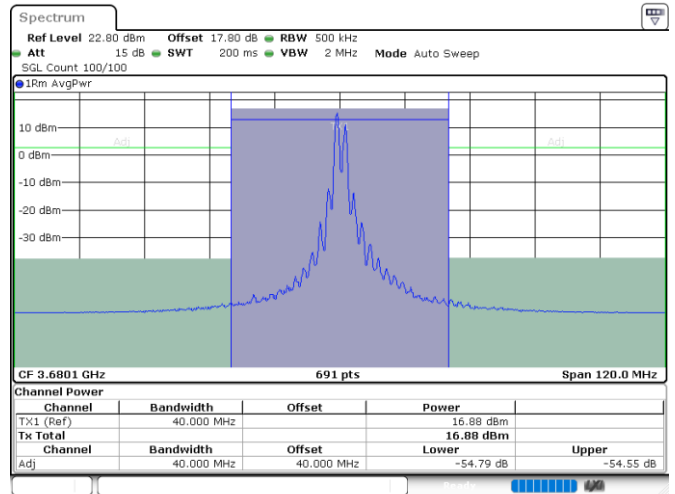 Spectrum
Ref Level 22.80 dBm Offset 17.80 dB RBW 500 kHz
Att 15 dB SWT 200 ms VBW 2 MHz Mode Auto Sweep
SGL Count 100/100
1Rm AvgPwr
10 dBm
Adj Adj
0 dBm
-10 dBm
-20 dBm
-30 dBm
CF 3.6801 GHz 691 pts Span 120.0 MHz
Channel Power
Channel Bandwidth Offset Power
TX1 (Ref) 40.000 MHz 16.88 dBm
Tx Total 16.88 dBm
Channel Bandwidth Offset Lower Upper
Adj 40.000 MHz 40.000 MHz -54.79 dB -54.55 dB
Ready